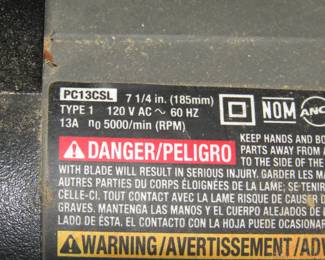 PC13CSL 7 1/4 in. (185mm)
TYPE 1 120 V AC ~ 60 HZ
13A no 5000/min (RPM)
NOM ANCE
KEEP HANDS AND BO
PARTS AWAY FROM A
TO THE SIDE OF THE
DANGER/PELIGRO
WITH BLADE WILL RESULT IN SERIOUS INJURY. GARDER LES MA
AUTRES PARTIES DU CORPS ÉLOIGNÉES DE LA LAME; SE TENIR
CELLE-CI. TOUT CONTACT AVEC LA LAME RISQUE DE CAUSER D
GRAVES. MANTENGA LAS MANOS Y EL CUERPO ALEJADOS DE L
LADO DE ÉSTA. EL CONTACTO CON LA HOJA PUEDE OCASIONAR
WARNING/AVERTISSEMENT/ADV